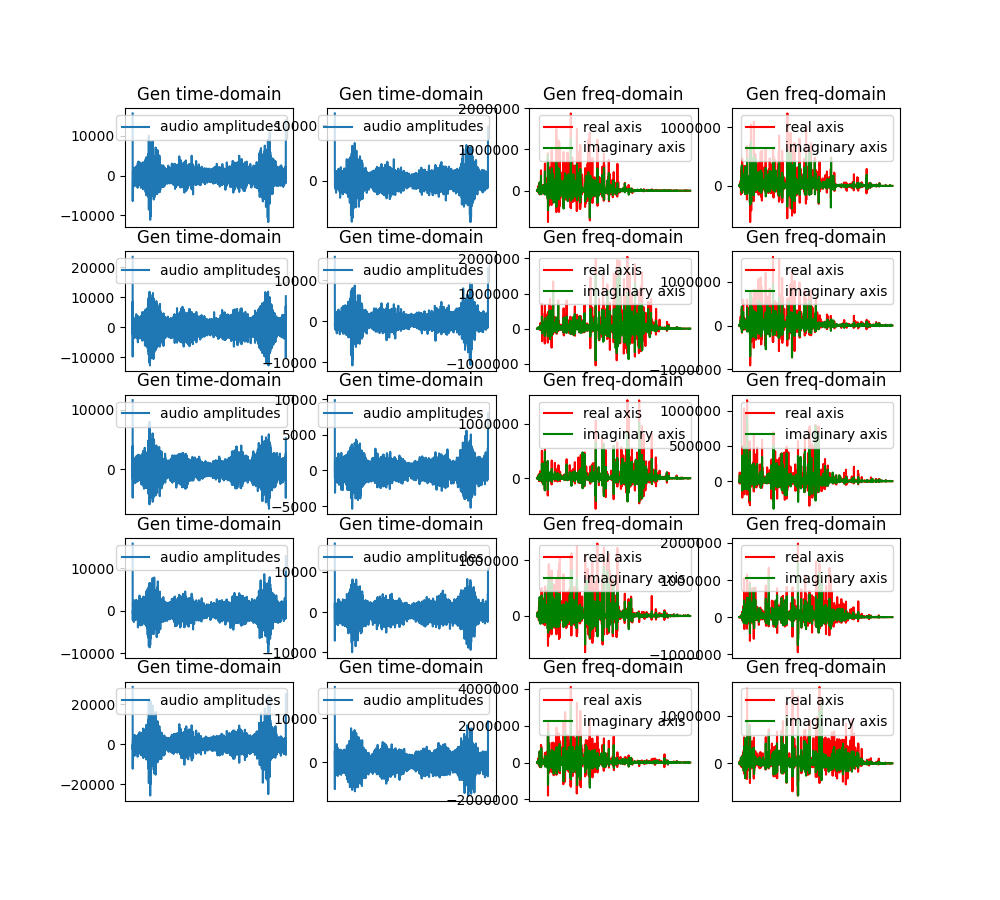 Gen time-domain Gen time-domain Gen freq-domain Gen freq-domain
2000000
10000 audio amplitudes 10000 audio amplitudes real axis 1000000 real axis
1000000 imaginary axis imaginary axis
0 0 0 0
−10000
Gen time-domain Gen time-domain Gen freq-domain Gen freq-domain
2000000
20000 audio amplitudes audio amplitudes real axis real axis
10000 10000 1000000 imaginary axis 1000000 imaginary axis
0 0 0 0
−10000 −10000 −1000000 −1000000
Gen time-domain Gen time-domain Gen freq-domain Gen freq-domain
10000 audio amplitudes 10000 audio amplitudes real axis 1000000 real axis
5000 1000000 imaginary axis 500000 imaginary axis
0 0 0 0
−5000
Gen time-domain Gen time-domain Gen freq-domain Gen freq-domain
2000000
10000 audio amplitudes 10000 audio amplitudes 1000000 real axis real axis
imaginary axis 1000000 imaginary axis
0 0 0 0
−10000 −10000 −1000000
Gen time-domain Gen time-domain Gen freq-domain Gen freq-domain
4000000
20000 audio amplitudes audio amplitudes real axis real axis
10000 2000000 imaginary axis 1000000 imaginary axis
0 0 0 0
−20000 −2000000